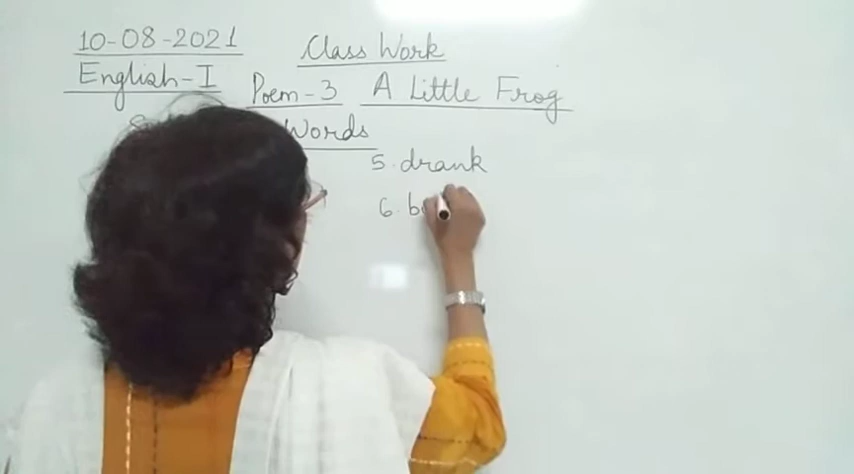 10-08-2021 Class Work
English-I Poem-3 A Little Frog
Words
5. drank
6.